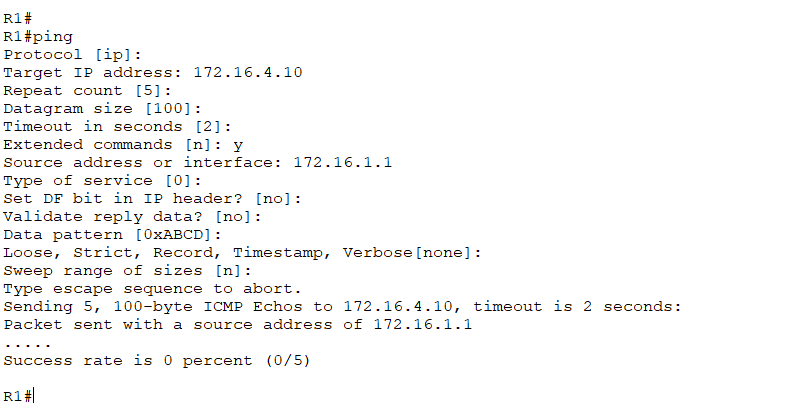 R1#
R1#ping
Protocol [ip]:
Target IP address: 172.16.4.10
Repeat count [5]:
Datagram size [100]:
Timeout in seconds [2]:
Extended commands [n]: y
Source address or interface: 172.16.1.1
Type of service [0]:
Set DF bit in IP header? [no]:
Validate reply data? [no]:
Data pattern [0xABCD]:
Loose, Strict, Record, Timestamp, Verbose[none]:
Sweep range of sizes [n]:
Type escape sequence to abort.
Sending 5, 100-byte ICMP Echos to 172.16.4.10, timeout is 2 seconds:
Packet sent with a source address of 172.16.1.1
.....
Success rate is 0 percent (0/5)
R1#